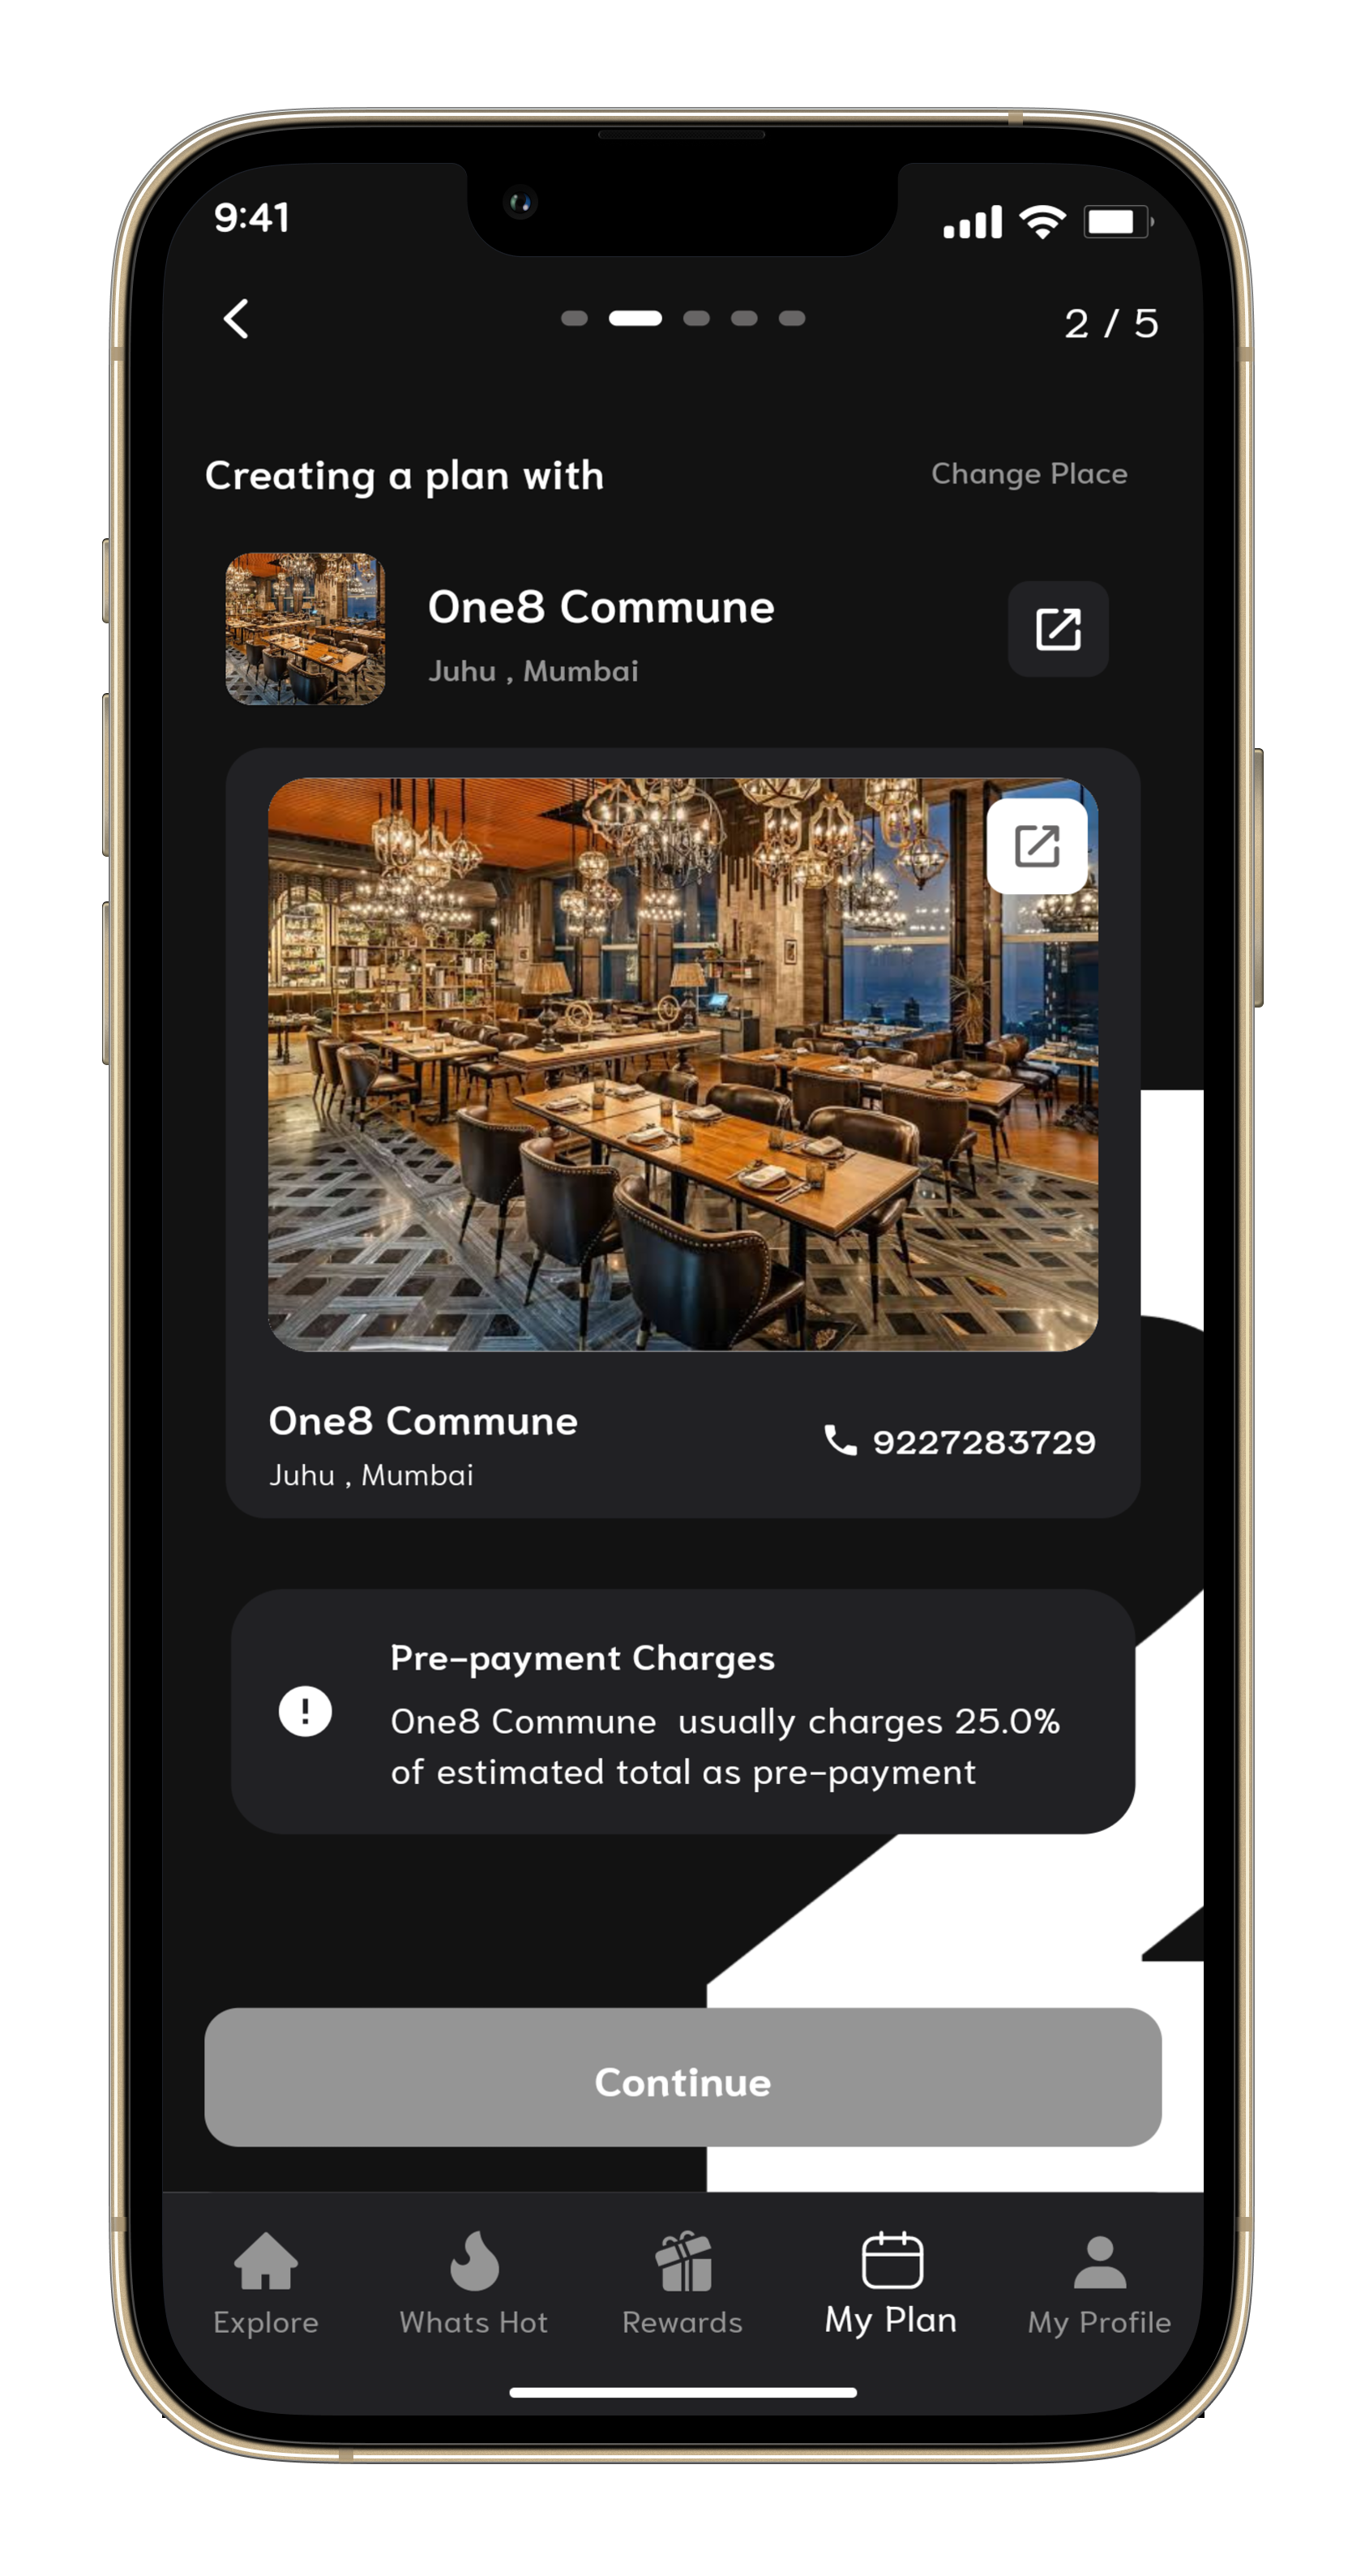 9:41
2 / 5
Creating a plan with
Change Place
One8 Commune
Juhu , Mumbai
One8 Commune
Juhu , Mumbai
9227283729
!
Pre-payment Charges
One8 Commune  usually charges 25.0%
of estimated total as pre-payment
Continue
Explore
Whats Hot
Rewards
My Plan
My Profile